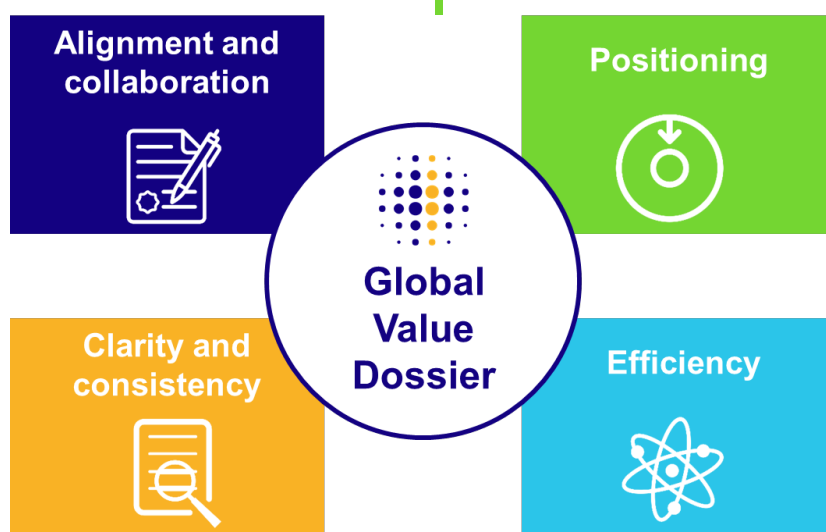 Alignment and
collaboration
Positioning
Global
Value
Dossier
Clarity and
consistency
Efficiency